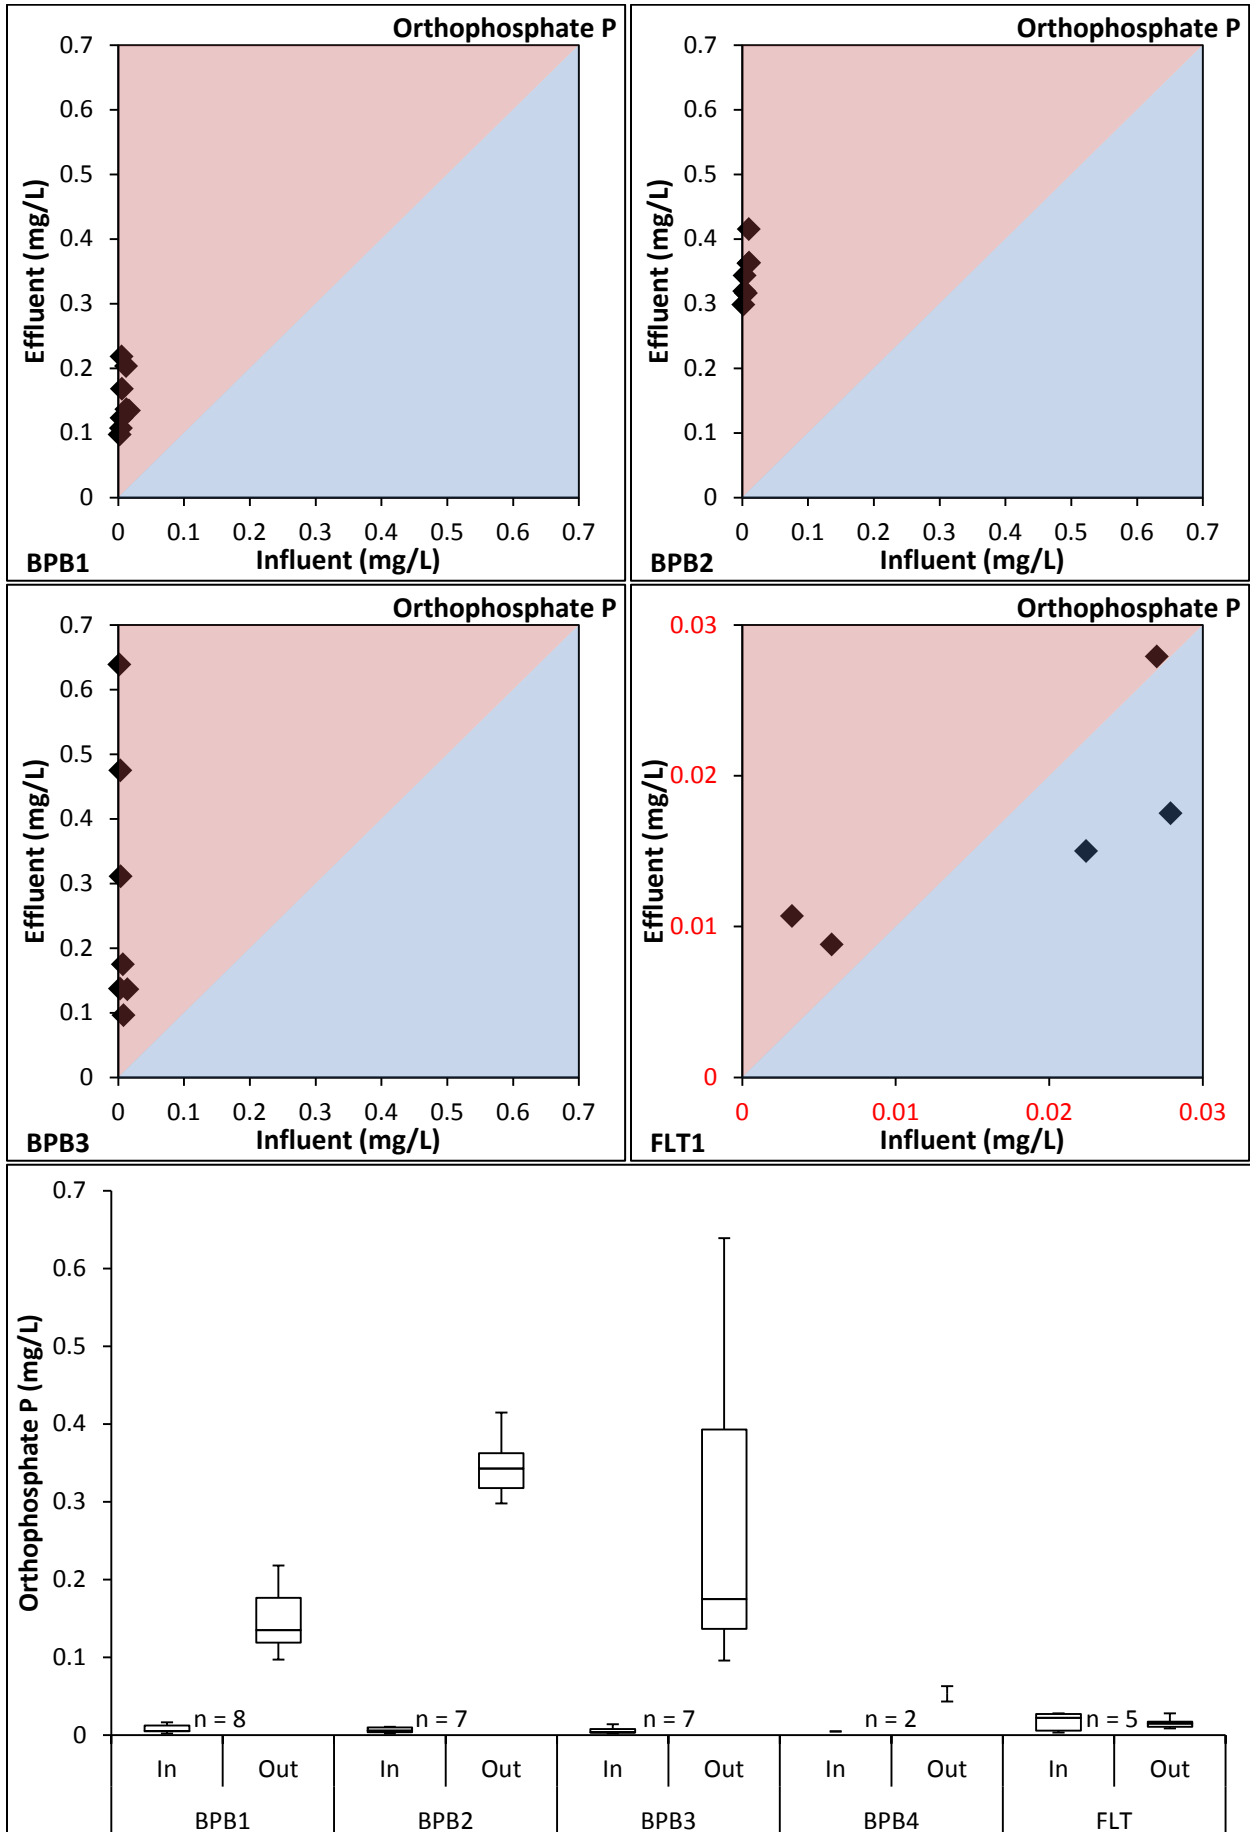 Orthophosphate P
0.7
0.6
0.5
0.4
0.3
0.2
0.1
0
Effluent (mg/L)
0 0.1 0.2 0.3 0.4 0.5 0.6 0.7
Influent (mg/L)
BPB1
Orthophosphate P
0.7
0.6
0.5
0.4
0.3
0.2
0.1
0
Effluent (mg/L)
0 0.1 0.2 0.3 0.4 0.5 0.6 0.7
Influent (mg/L)
BPB2
Orthophosphate P
0.7
0.6
0.5
0.4
0.3
0.2
0.1
0
Effluent (mg/L)
0 0.1 0.2 0.3 0.4 0.5 0.6 0.7
Influent (mg/L)
BPB3
Orthophosphate P
0.03
0.02
0.01
0
Effluent (mg/L)
0 0.01 0.02 0.03
Influent (mg/L)
FLT1
0.7
0.6
0.5
0.4
0.3
0.2
0.1
0
Orthophosphate P (mg/L)
n = 8 n = 7 n = 7 n = 2 n = 5
In Out In Out In Out In Out In Out
BPB1 BPB2 BPB3 BPB4 FLT